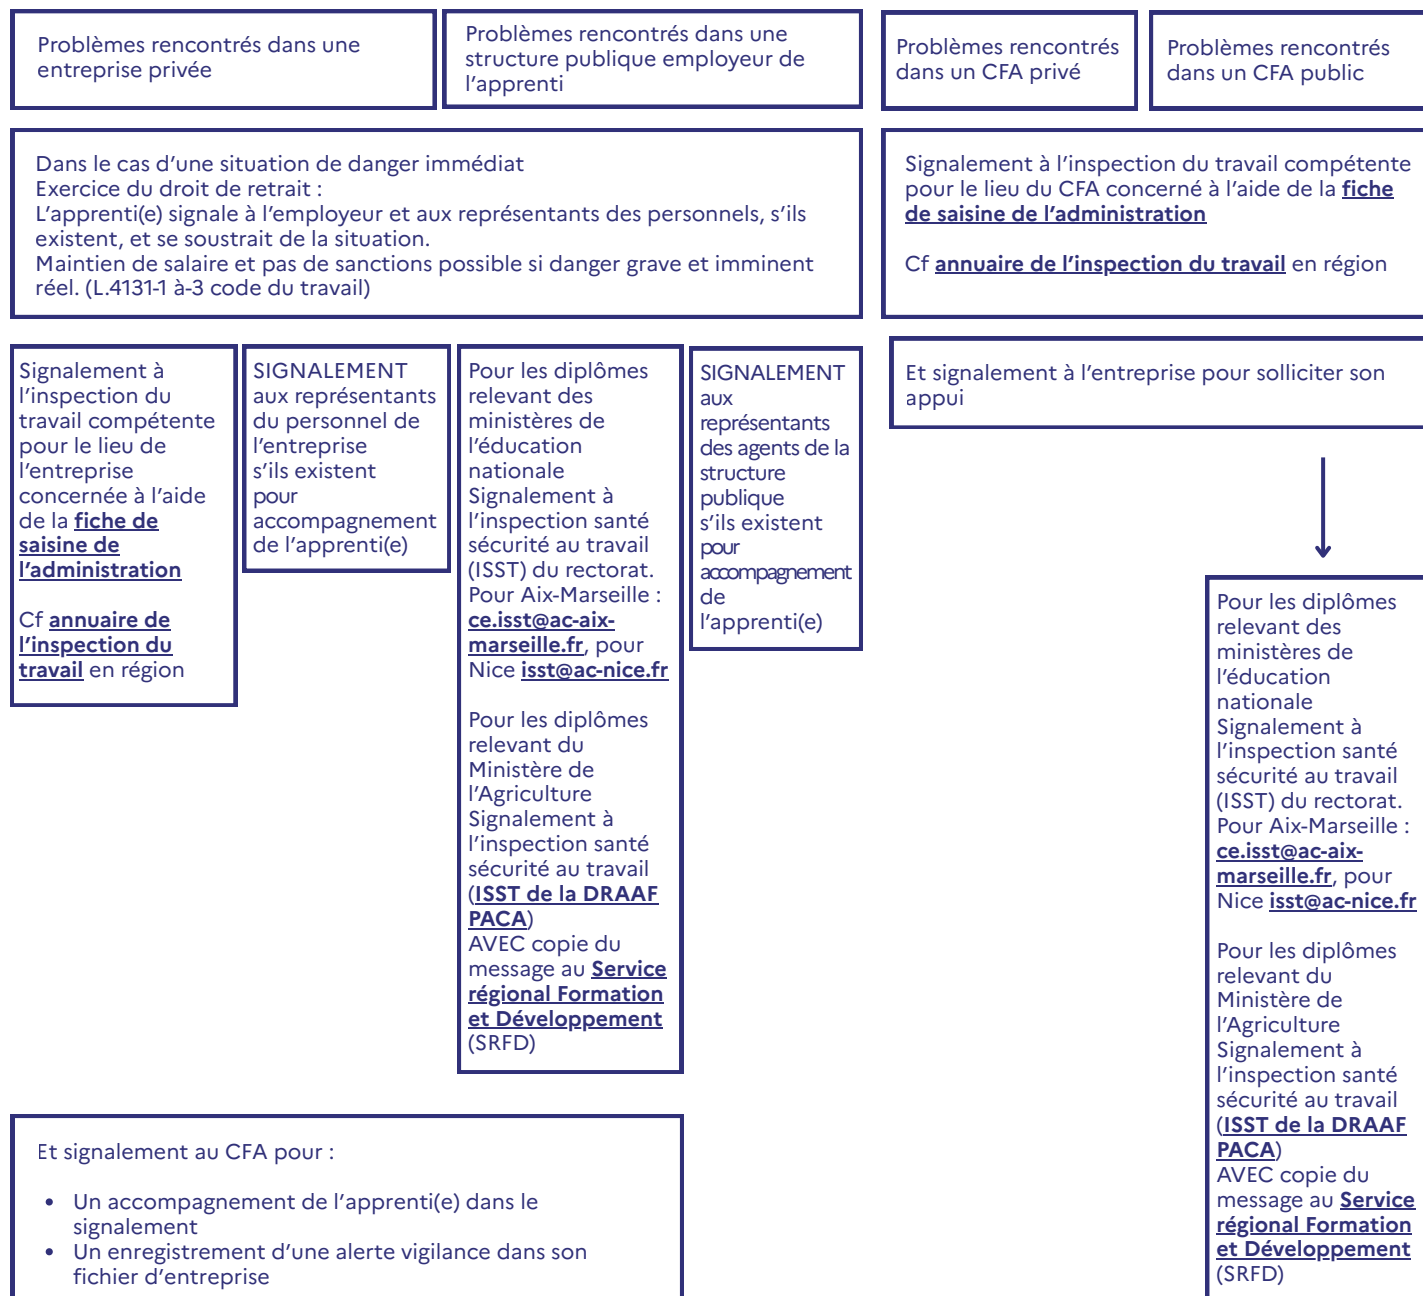 Problèmes rencontrés dans une
entreprise privée
Problèmes rencontrés dans une
structure publique employeur de
l'apprenti
Problèmes rencontrés
dans un CFA privé
Problèmes rencontrés
dans un CFA public
Dans le cas d'une situation de danger immédiat
Exercice du droit de retrait :
L'apprenti(e) signale à l'employeur et aux représentants des personnels, s'ils
existent, et se soustrait de la situation.
Maintien de salaire et pas de sanctions possible si danger grave et imminent
réel. (L.4131-1 à-3 code du travail)
Signalement à l'inspection du travail compétente
pour le lieu du CFA concerné à l'aide de la fiche
de saisine de l'administration
Cf annuaire de l'inspection du travail en région
Signalement à
l'inspection du
travail compétente
pour le lieu de
l'entreprise
concernée à l'aide
de la fiche de
saisine de
l'administration
Cf annuaire de
l'inspection du
travail en région
SIGNALEMENT
aux représentants
du personnel de
l'entreprise
s'ils existent
pour
accompagnement
de l'apprenti(e)
Pour les diplômes
relevant des
ministères de
l'éducation
nationale
Signalement à
l'inspection santé
sécurité au travail
(ISST) du rectorat.
Pour Aix-Marseille :
ce.isst@ac-aix-
marseille.fr, pour
Nice isst@ac-nice.fr
Pour les diplômes
relevant du
Ministère de
l'Agriculture
Signalement à
l'inspection santé
sécurité au travail
(ISST de la DRAAF
PACA)
AVEC copie du
message au Service
régional Formation
et Développement
(SRFD)
SIGNALEMENT
aux
représentants
des agents de la
structure
publique
s'ils existent
pour
accompagnement
de
l'apprenti(e)
Et signalement à l'entreprise pour solliciter son
appui
Pour les diplômes
relevant des
ministères de
l'éducation
nationale
Signalement à
l'inspection santé
sécurité au travail
(ISST) du rectorat.
Pour Aix-Marseille :
ce.isst@ac-aix-
marseille.fr, pour
Nice isst@ac-nice.fr
Pour les diplômes
relevant du
Ministère de
l'Agriculture
Signalement à
l'inspection santé
sécurité au travail
(ISST de la DRAAF
PACA)
AVEC copie du
message au Service
régional Formation
et Développement
(SRFD)
Et signalement au CFA pour :
• Un accompagnement de l'apprenti(e) dans le
signalement
• Un enregistrement d'une alerte vigilance dans son
fichier d'entreprise